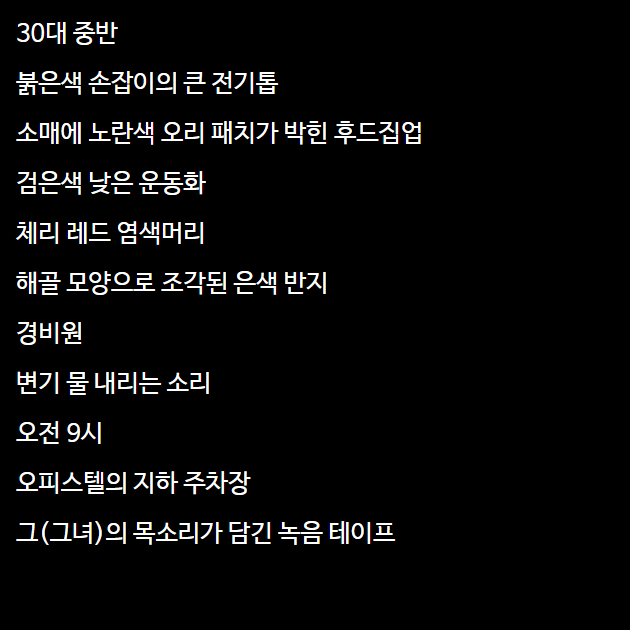 30대 중반
붉은색 손잡이의 큰 전기톱
소매에 노란색 오리 패치가 박힌 후드집업
검은색 낮은 운동화
체리 레드 염색머리
해골 모양으로 조각된 은색 반지
경비원
변기 물 내리는 소리
오전 9시
오피스텔의 지하 주차장
그(그녀)의 목소리가 담긴 녹음 테이프